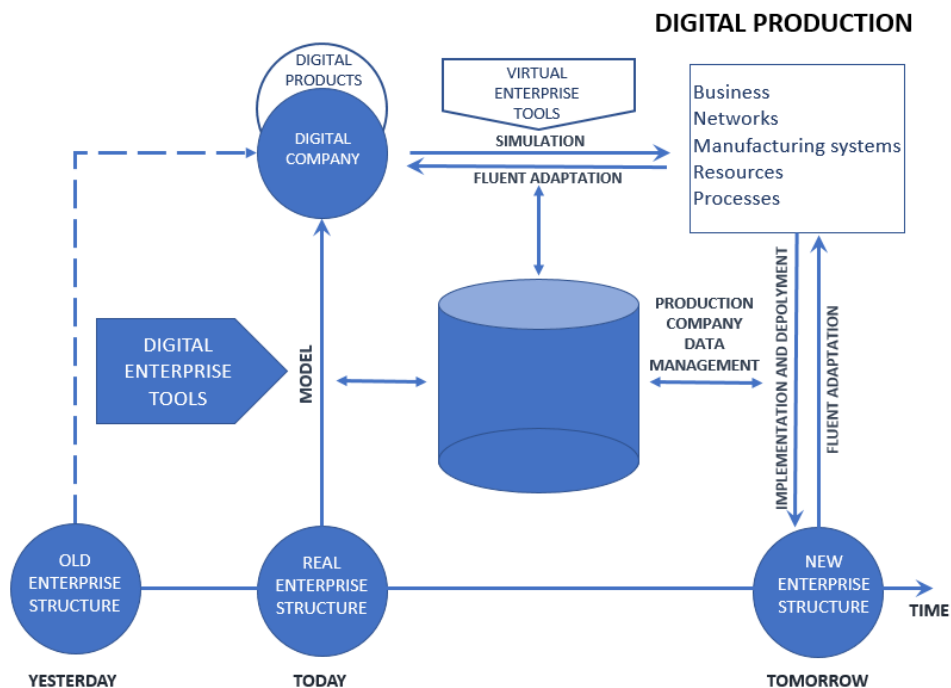 DIGITAL PRODUCTION
DIGITAL
PRODUCTS
DIGITAL
COMPANY
VIRTUAL
ENTERPRISE
TOOLS
SIMULATION
FLUENT ADAPTATION
Business
Networks
Manufacturing systems
Resources
Processes
DIGITAL
ENTERPRISE
TOOLS
MODEL
PRODUCTION
COMPANY
DATA
MANAGEMENT
IMPLEMENTATION AND DEPOLYMENT
FLUENT ADAPTATION
OLD
ENTERPRISE
STRUCTURE
REAL
ENTERPRISE
STRUCTURE
NEW
ENTERPRISE
STRUCTURE
TIME
YESTERDAY
TODAY
TOMORROW